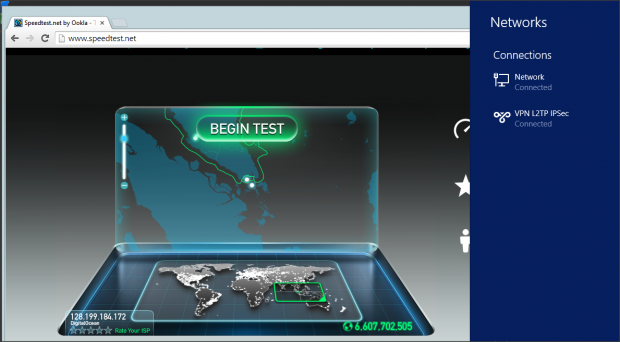 Speedtest.net by Ookla - T
www.speedtest.net
BEGIN TEST
128.199.184.172
DigitalOcean
Rate Your ISP
6,607,702,505
Networks
Connections
Network
Connected
VPN L2TP IPSec
Connected